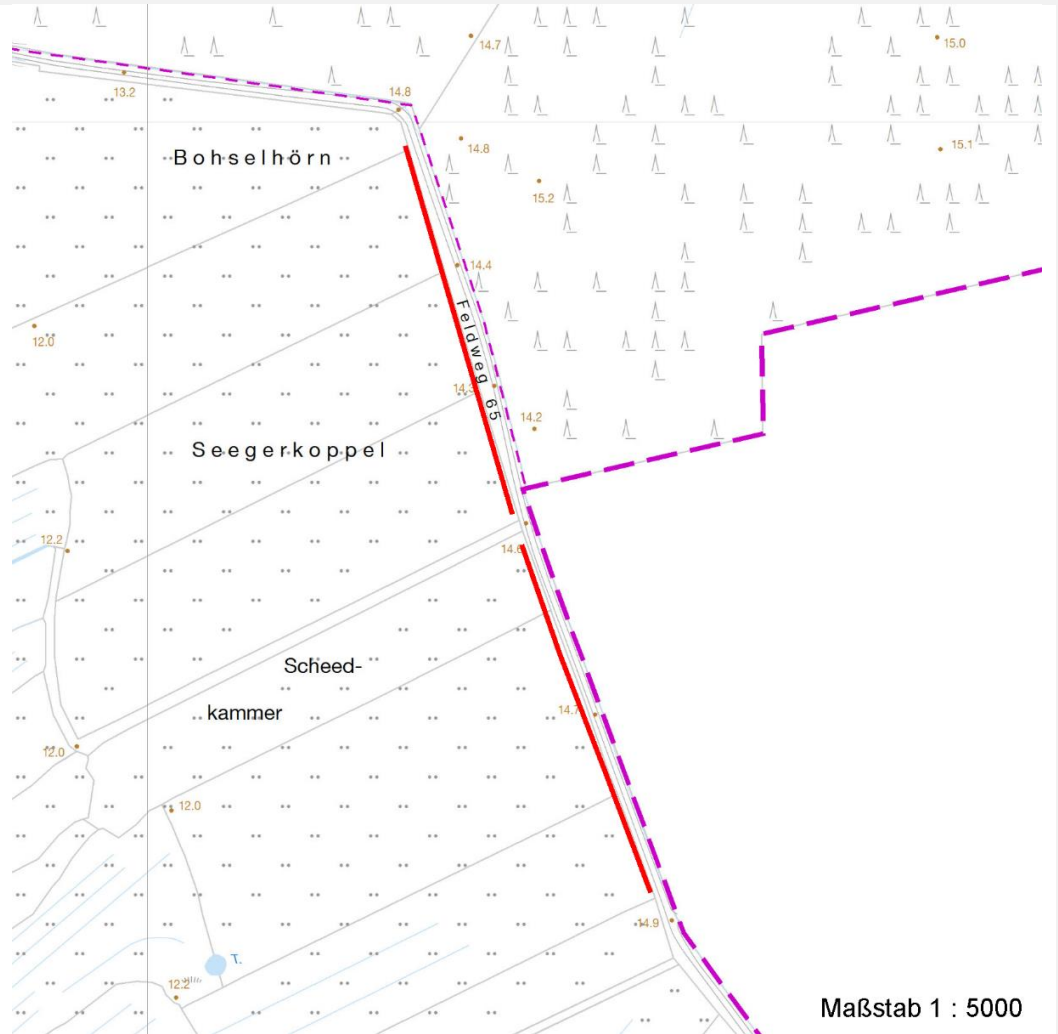 14.7
15.0
13.2
14.8
Bohselhörn
14.8
15.1
15.2
14.4
Feldweg 65
12.0
14.3
14.2
Seegerkoppel
12.2
14.6
Scheed-
kammer
14.7
12.0
12.0
14.9
T.
12.2
Maßstab 1 : 5000